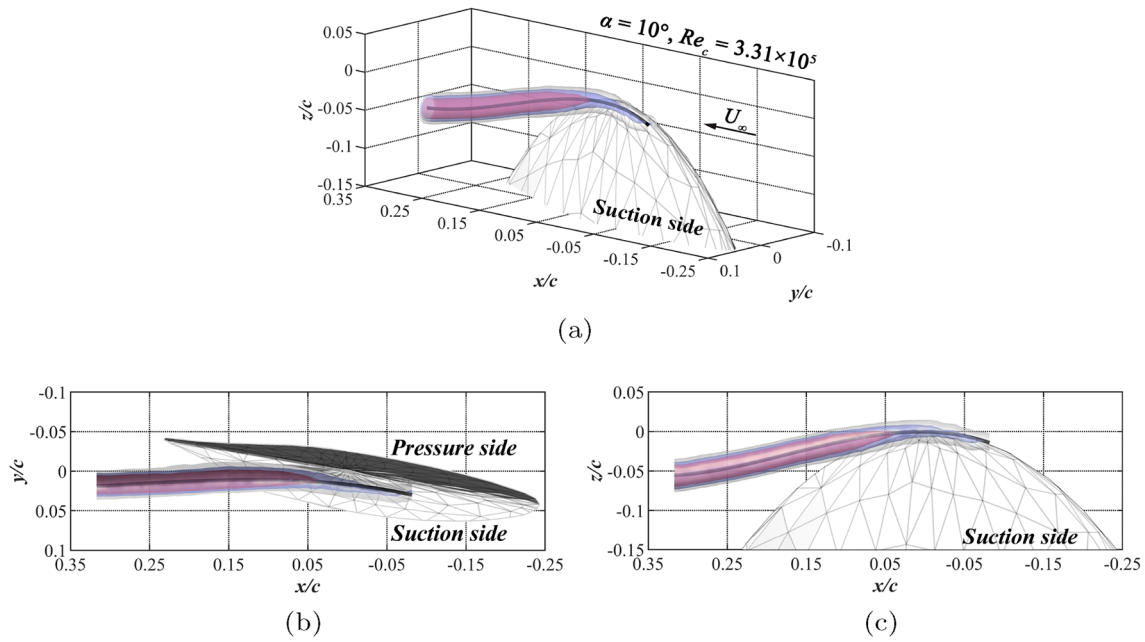 α = 10°, Re_c = 3.31×10⁵
0.05
0
-0.05
-0.1
-0.15
z/c
U∞
Suction side
0.35
0.25
0.15
0.05
-0.05
-0.15
-0.25
x/c
0.1
0
-0.1
y/c
(a)
-0.1
-0.05
0
0.05
0.1
y/c
Pressure side
Suction side
0.35 0.25 0.15 0.05 -0.05 -0.15 -0.25
x/c
(b)
0.05
0
-0.05
-0.1
-0.15
z/c
Suction side
0.35 0.25 0.15 0.05 -0.05 -0.15 -0.25
x/c
(c)